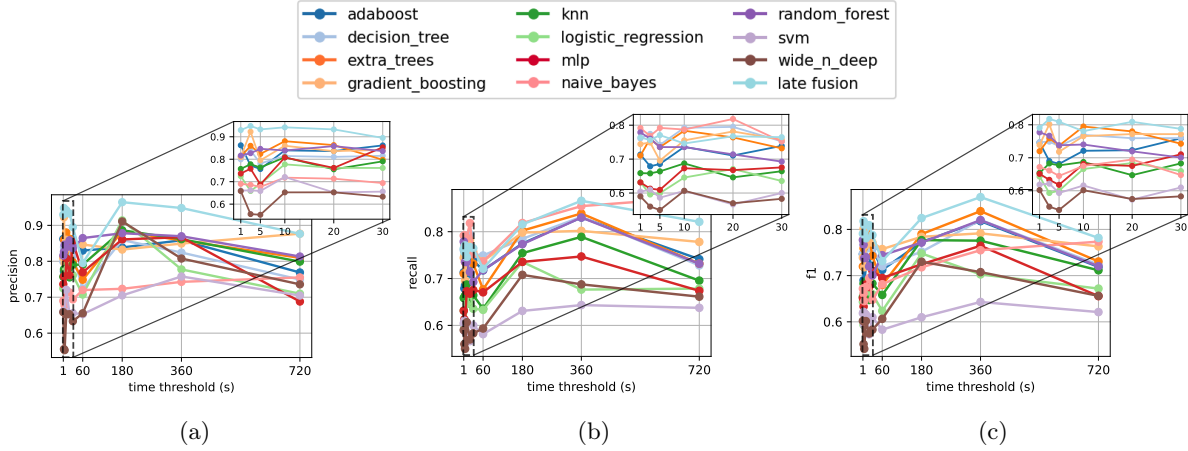 adaboost knn random_forest
decision_tree logistic_regression svm
extra_trees mlp wide_n_deep
gradient_boosting naive_bayes late fusion
0.9
0.8
0.7
0.6
1 5 10 20 30
precision
0.9
0.8
0.7
0.6
1 60 180 360 720
time threshold (s)
(a)
0.8
0.7
0.6
1 5 10 20 30
recall
0.8
0.7
0.6
1 60 180 360 720
time threshold (s)
(b)
0.8
0.7
0.6
1 5 10 20 30
f1
0.8
0.7
0.6
1 60 180 360 720
time threshold (s)
(c)